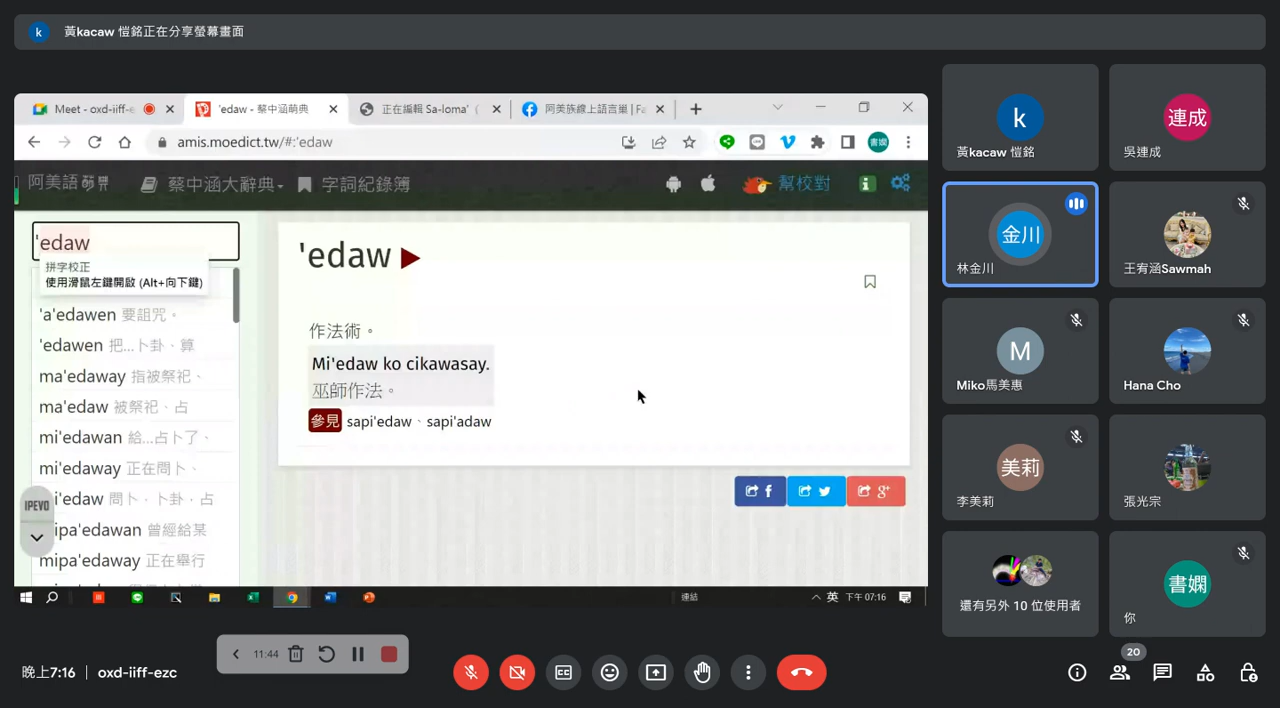 k 黃kacaw 愷銘正在分享螢幕畫面
Meet - oxd-iiff-e
'edaw - 蔡中涵萌典
正在編輯 Sa-loma' (
阿美族線上語言巢 | Fa
amis.moedict.tw/#:'edaw
書嫻
阿美語萌典
蔡中涵大辭典
字詞紀錄簿
幫校對
'edaw
拼字校正
使用滑鼠左鍵開啟 (Alt+向下鍵)
'a'edawen 要詛咒。
'edawen 把...卜卦、算
ma'edaway 指被祭祀、
ma'edaw 被祭祀、占
mi'edawan 給...占卜了、
mi'edaway 正在問卜、
i'edaw 問卜．卜卦．占
ipa'edawan 曾經給某
mipa'edaway 正在舉行
IPEVO
'edaw
作法術。
Mi'edaw ko cikawasay.
巫師作法。
參見 sapi'edaw、sapi'adaw
f
g+
連結
英
下午 07:16
k
黃kacaw 愷銘
連成
吳連成
金川
林金川
王宥涵Sawmah
M
Miko馬美惠
Hana Cho
美莉
李美莉
張光宗
還有另外 10 位使用者
書嫻
你
11:44
晚上7:16 | oxd-iiff-ezc
CC
20